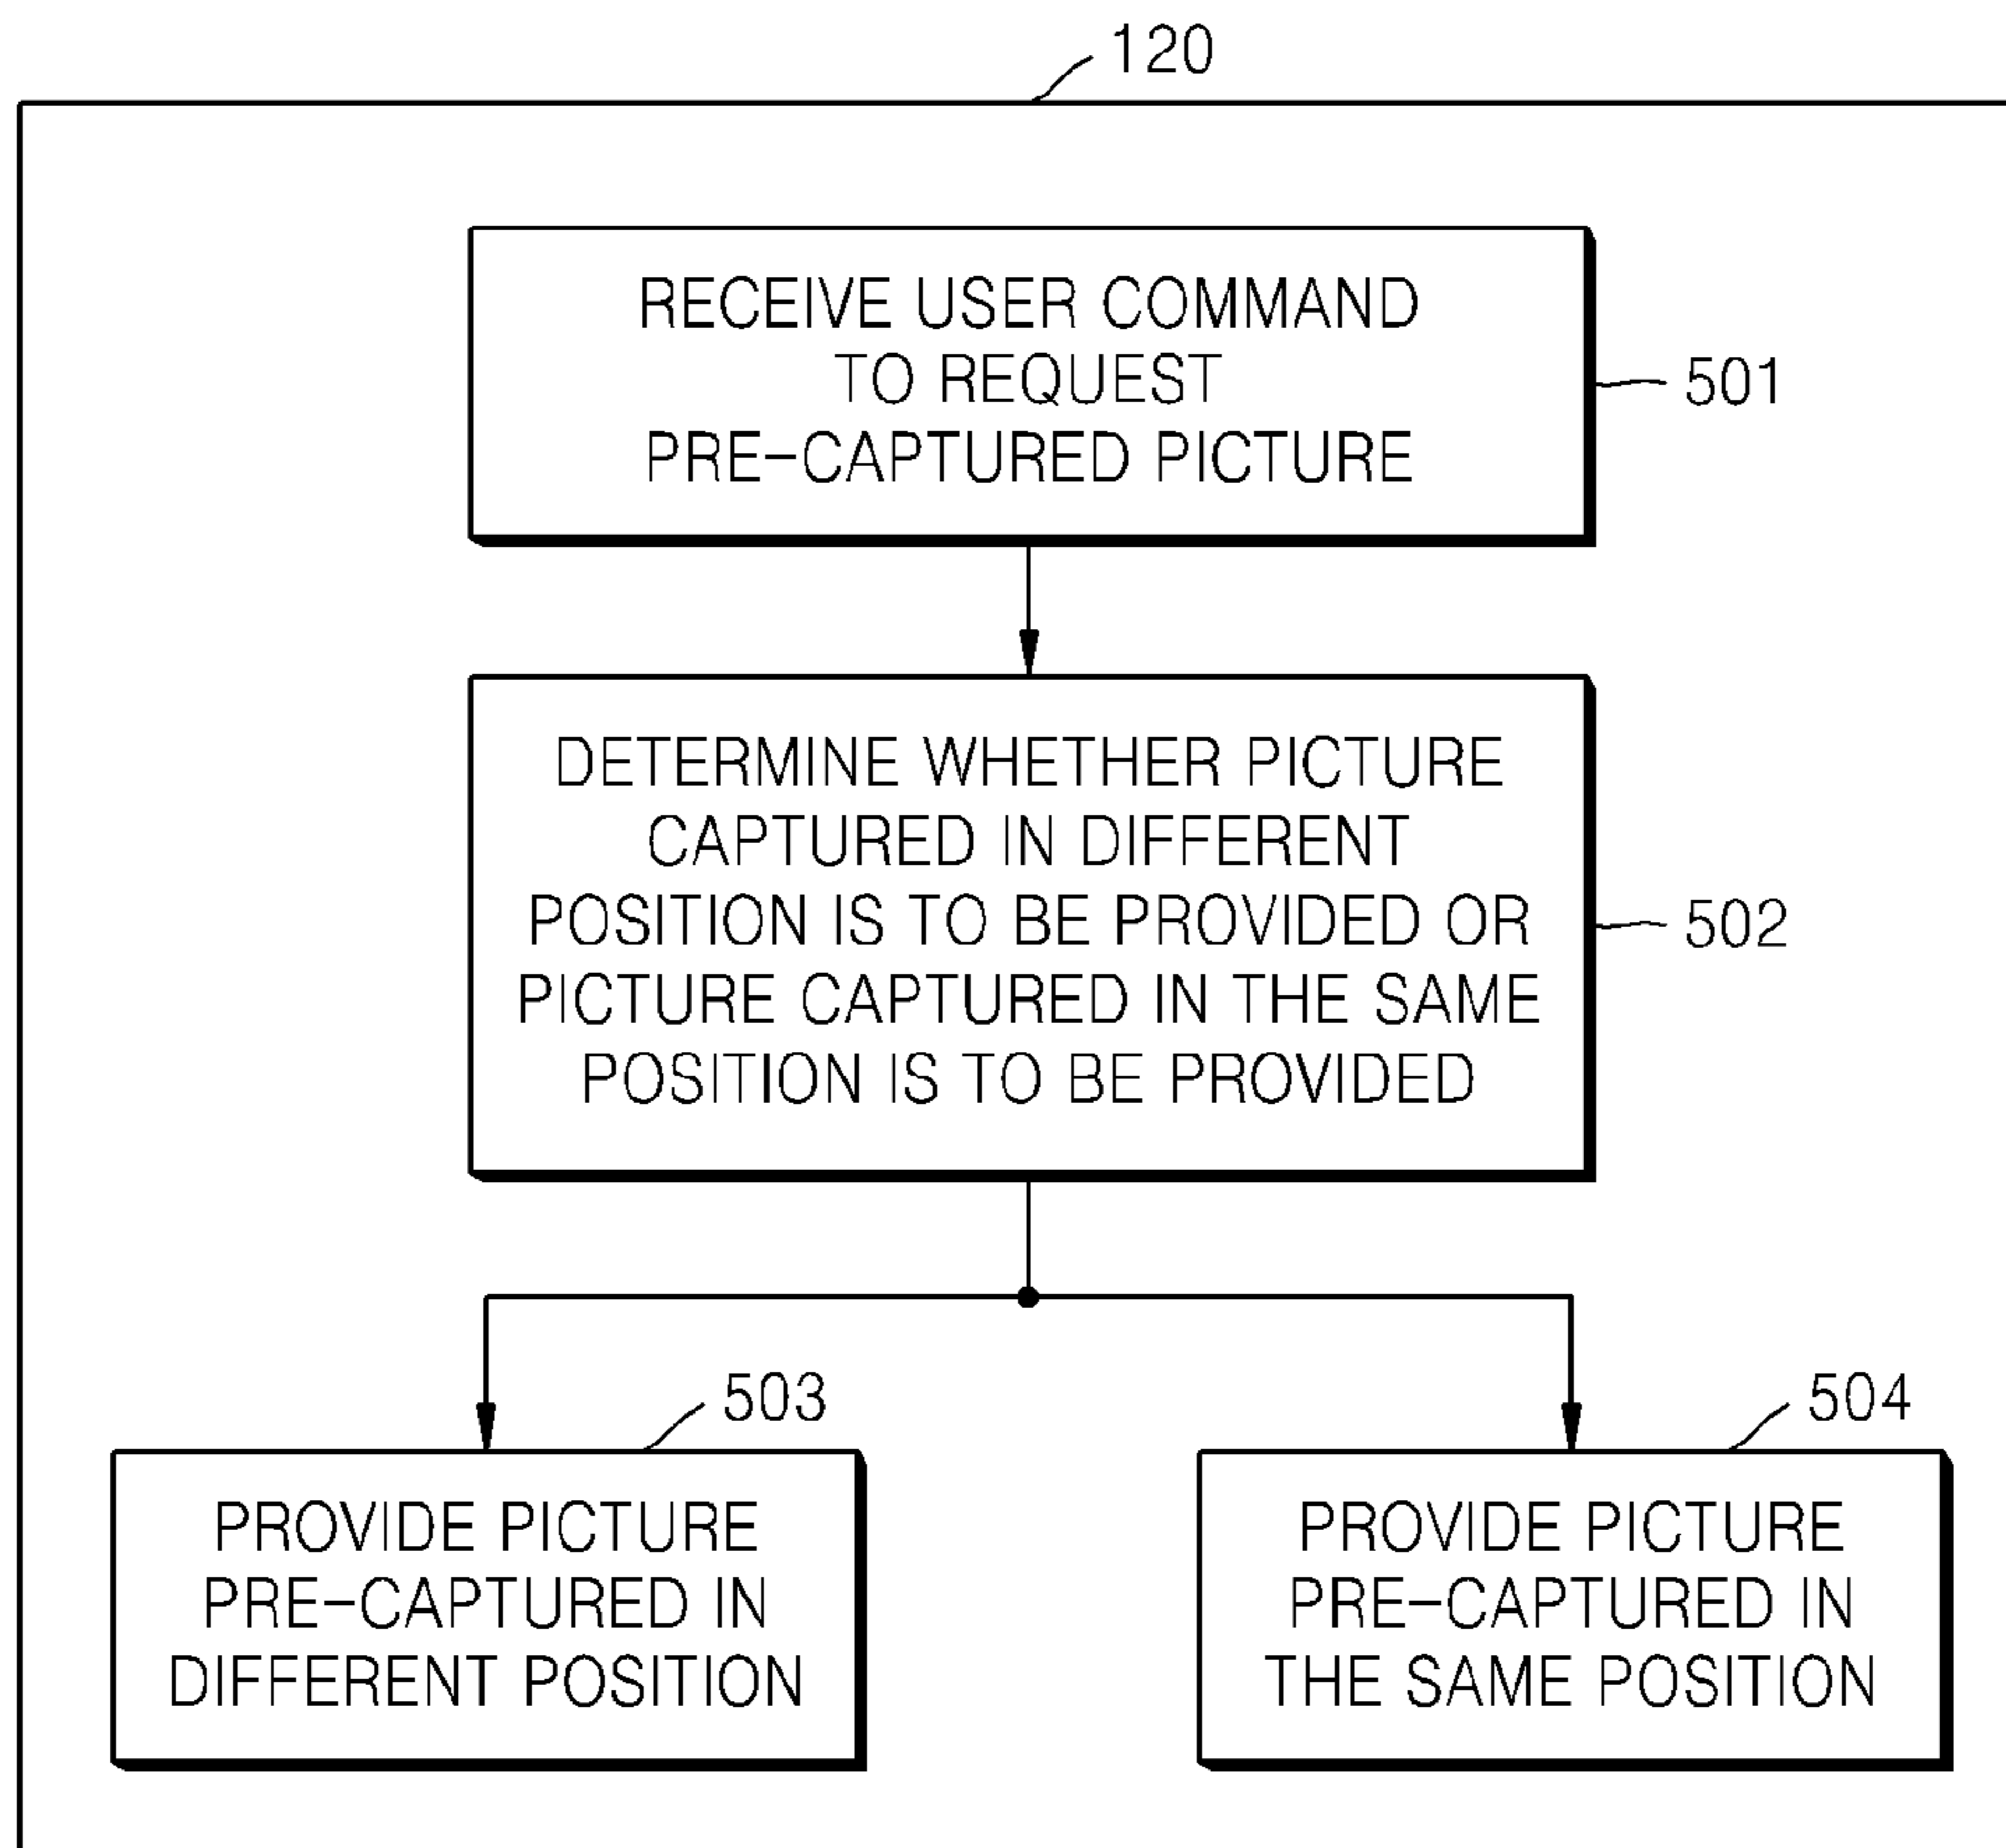 120
RECEIVE USER COMMAND
TO REQUEST
PRE-CAPTURED PICTURE
501
DETERMINE WHETHER PICTURE
CAPTURED IN DIFFERENT
POSITION IS TO BE PROVIDED OR
PICTURE CAPTURED IN THE SAME
POSITION IS TO BE PROVIDED
502
503
PROVIDE PICTURE
PRE-CAPTURED IN
DIFFERENT POSITION
504
PROVIDE PICTURE
PRE-CAPTURED IN
THE SAME POSITION